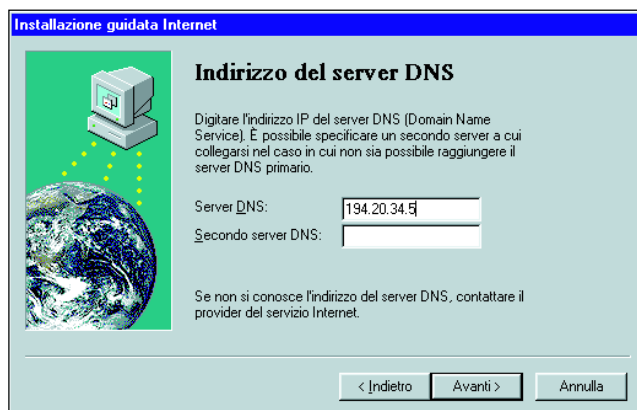 Installazione guidata Internet
Indirizzo del server DNS
Digitare l'indirizzo IP del server DNS (Domain Name
Service). È possibile specificare un secondo server a cui
collegarsi nel caso in cui non sia possibile raggiungere il
server DNS primario.
Server DNS: 194.20.34.5
Secondo server DNS:
Se non si conosce l'indirizzo del server DNS, contattare il
provider del servizio Internet.
< Indietro Avanti > Annulla